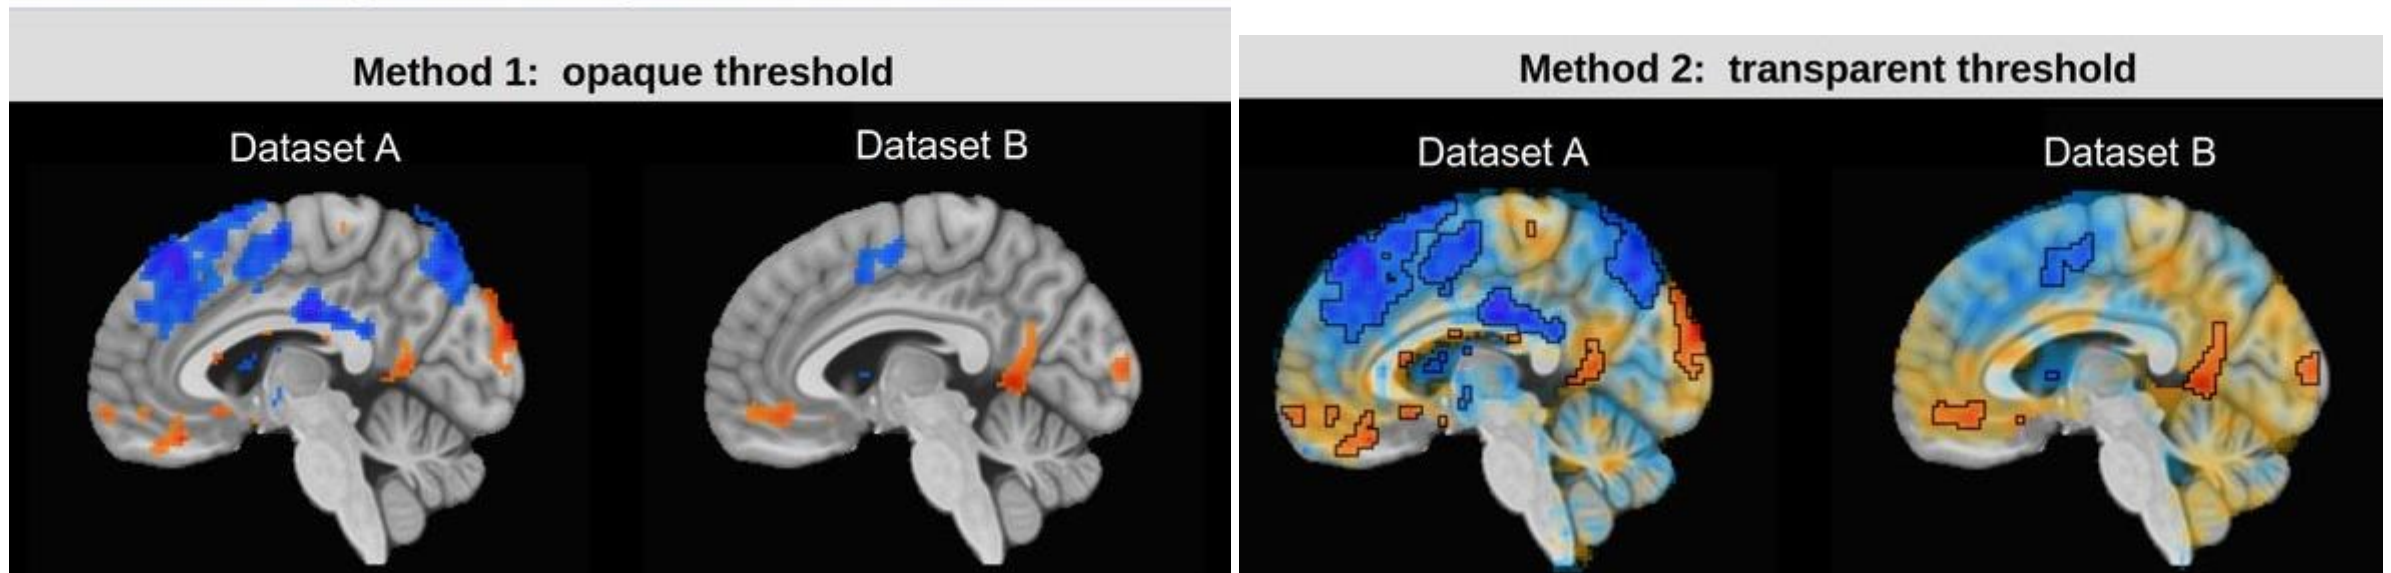 Method 1: opaque threshold
Dataset A
Dataset B
Method 2: transparent threshold
Dataset A
Dataset B